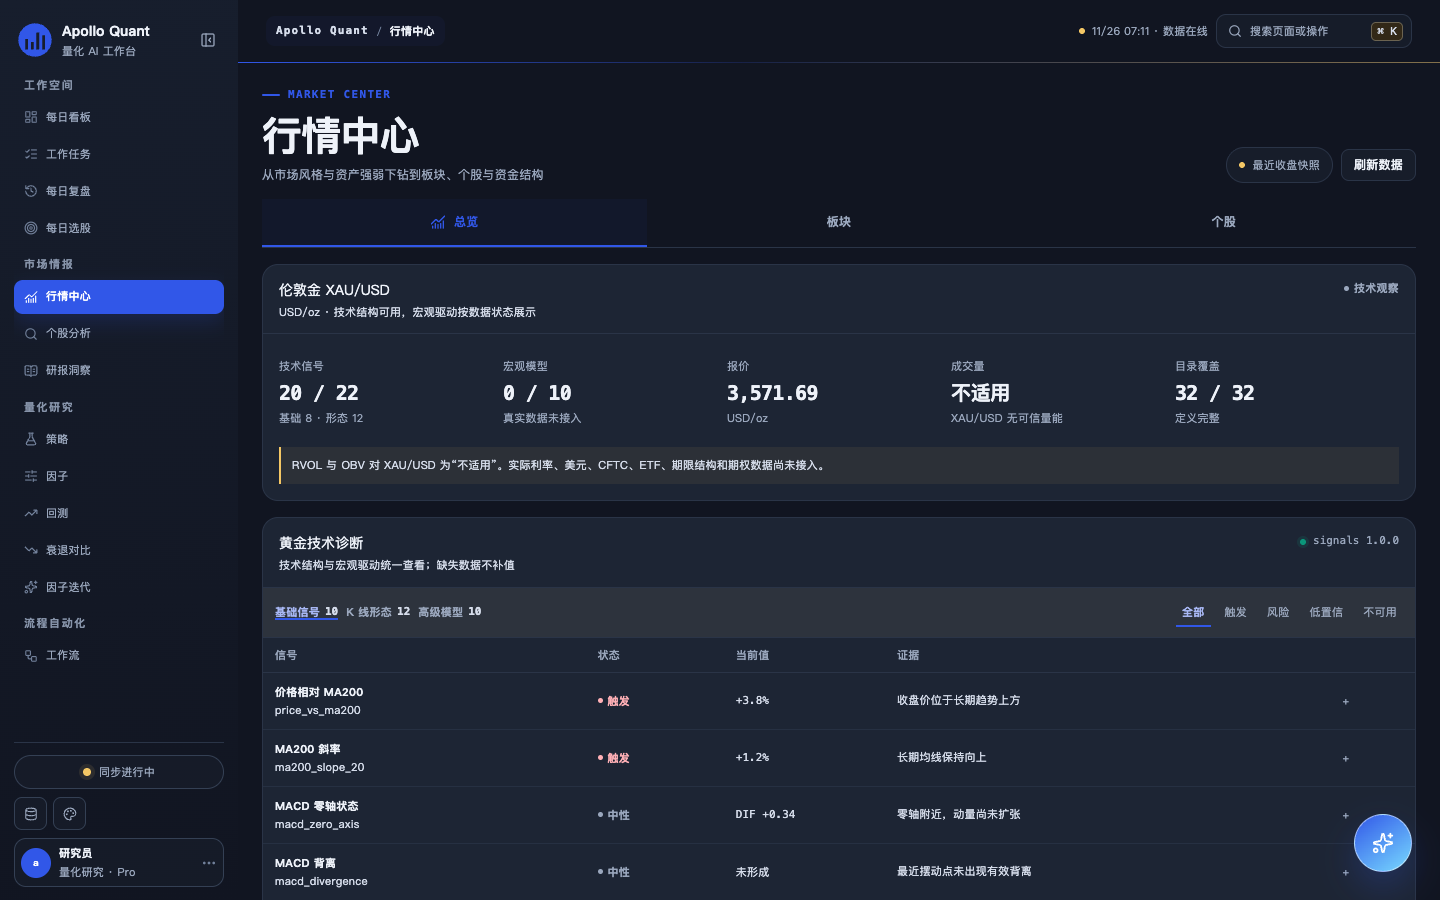 Apollo Quant
量化 AI 工作台
工作空间
每日看板
工作任务
每日复盘
每日选股
市场情报
行情中心
个股分析
研报洞察
量化研究
策略
因子
回测
衰退对比
因子迭代
流程自动化
工作流
同步进行中
a
研究员
量化研究 · Pro
Apollo Quant / 行情中心
11/26 07:11 · 数据在线
搜索页面或操作
⌘ K
MARKET CENTER
行情中心
从市场风格与资产强弱下钻到板块、个股与资金结构
最近收盘快照
刷新数据
总览
板块
个股
伦敦金 XAU/USD
USD/oz · 技术结构可用，宏观驱动按数据状态展示
技术观察
技术信号
20 / 22
基础 8 · 形态 12
宏观模型
0 / 10
真实数据未接入
报价
3,571.69
USD/oz
成交量
不适用
XAU/USD 无可信量能
目录覆盖
32 / 32
定义完整
RVOL 与 OBV 对 XAU/USD 为“不适用”。实际利率、美元、CFTC、ETF、期限结构和期权数据尚未接入。
黄金技术诊断
技术结构与宏观驱动统一查看；缺失数据不补值
signals 1.0.0
基础信号 10 K 线形态 12 高级模型 10
全部 触发 风险 低置信 不可用
信号 状态 当前值 证据
价格相对 MA200
price_vs_ma200
触发
+3.8%
收盘价位于长期趋势上方
+
MA200 斜率
ma200_slope_20
触发
+1.2%
长期均线保持向上
+
MACD 零轴状态
macd_zero_axis
中性
DIF +0.34
零轴附近，动量尚未扩张
+
MACD 背离
macd_divergence
中性
未形成
最近摆动点未出现有效背离
+